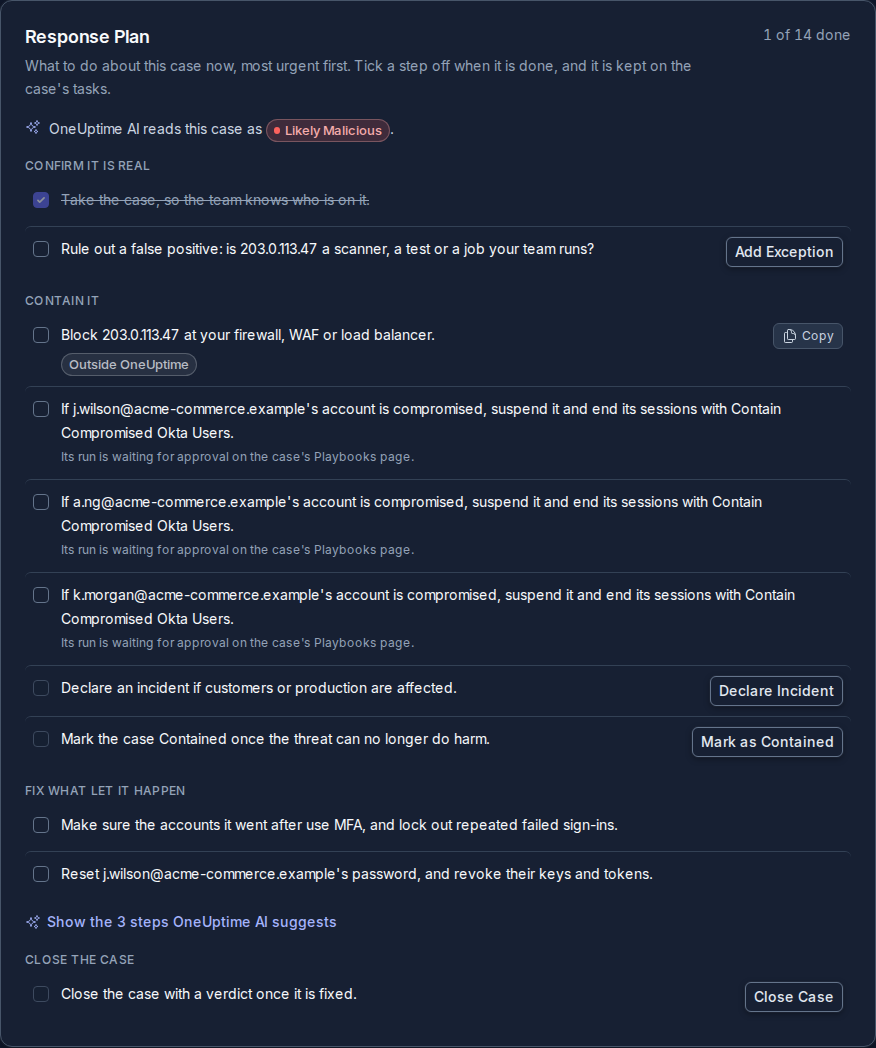 Response Plan
1 of 14 done
What to do about this case now, most urgent first. Tick a step off when it is done, and it is kept on the
case's tasks.
OneUptime AI reads this case as Likely Malicious.
CONFIRM IT IS REAL
Take the case, so the team knows who is on it.
Rule out a false positive: is 203.0.113.47 a scanner, a test or a job your team runs?
Add Exception
CONTAIN IT
Block 203.0.113.47 at your firewall, WAF or load balancer.
Copy
Outside OneUptime
If j.wilson@acme-commerce.example's account is compromised, suspend it and end its sessions with Contain
Compromised Okta Users.
Its run is waiting for approval on the case's Playbooks page.
If a.ng@acme-commerce.example's account is compromised, suspend it and end its sessions with Contain
Compromised Okta Users.
Its run is waiting for approval on the case's Playbooks page.
If k.morgan@acme-commerce.example's account is compromised, suspend it and end its sessions with Contain
Compromised Okta Users.
Its run is waiting for approval on the case's Playbooks page.
Declare an incident if customers or production are affected.
Declare Incident
Mark the case Contained once the threat can no longer do harm.
Mark as Contained
FIX WHAT LET IT HAPPEN
Make sure the accounts it went after use MFA, and lock out repeated failed sign-ins.
Reset j.wilson@acme-commerce.example's password, and revoke their keys and tokens.
Show the 3 steps OneUptime AI suggests
CLOSE THE CASE
Close the case with a verdict once it is fixed.
Close Case